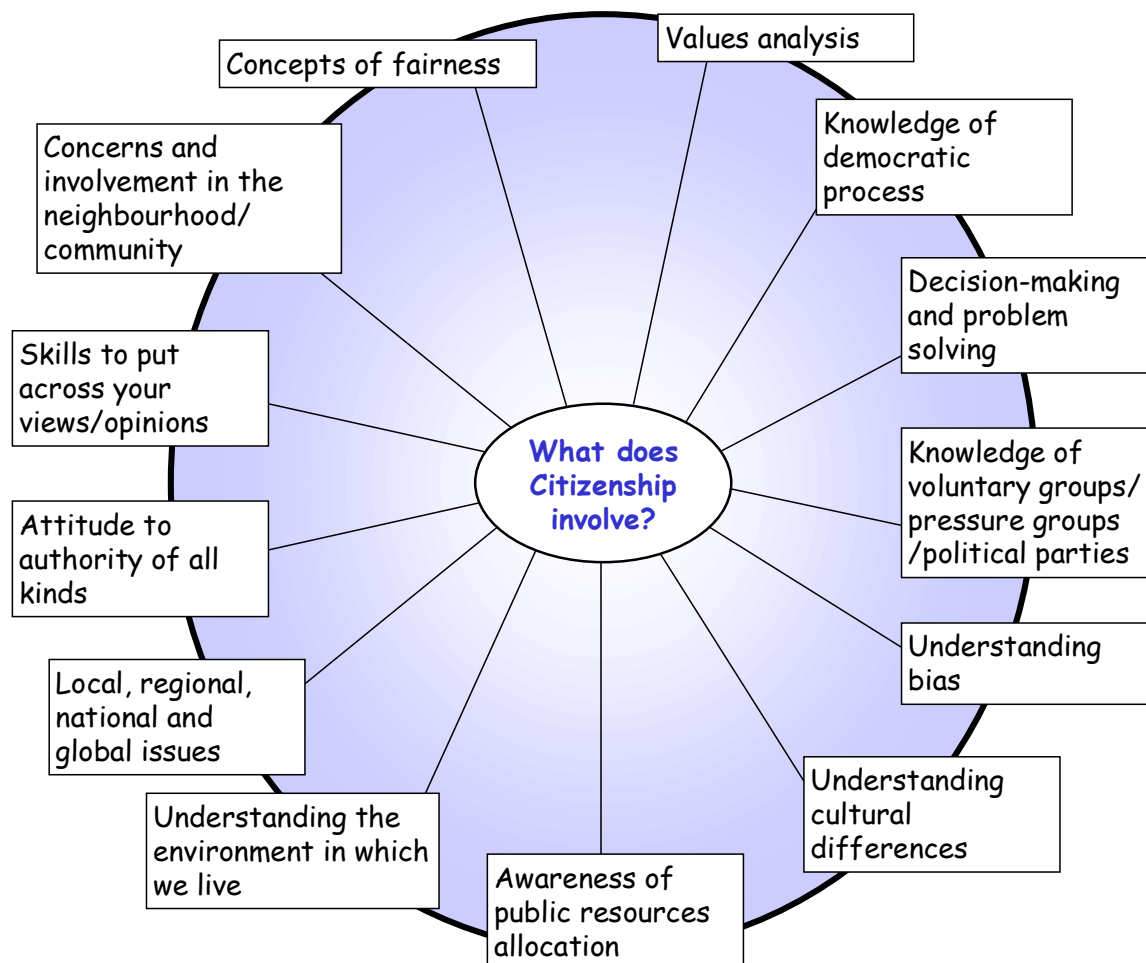 What does
Citizenship
involve?
Values analysis
Knowledge of
democratic
process
Decision-making
and problem
solving
Knowledge of
voluntary groups/
pressure groups
/political parties
Understanding
bias
Understanding
cultural
differences
Awareness of
public resources
allocation
Understanding the
environment in which
we live
Local, regional,
national and
global issues
Attitude to
authority of all
kinds
Skills to put
across your
views/opinions
Concerns and
involvement in the
neighbourhood/
community
Concepts of fairness